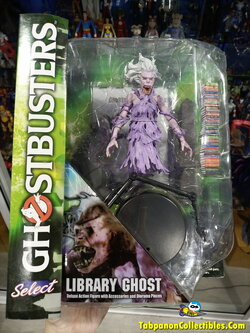 GHOSTBUSTERS
Select
LIBRARY GHOST
Deluxe Action Figure with Accessories and Diorama Pieces
TabpanonCollectibles.Com